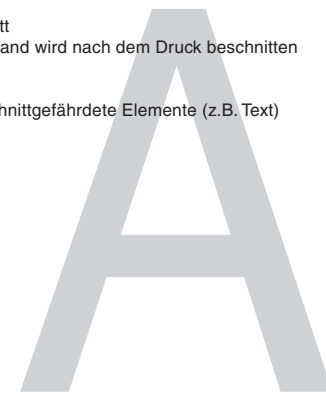 tt
and wird nach dem Druck beschnitten
hnittgefährdete Elemente (z.B. Text)
A